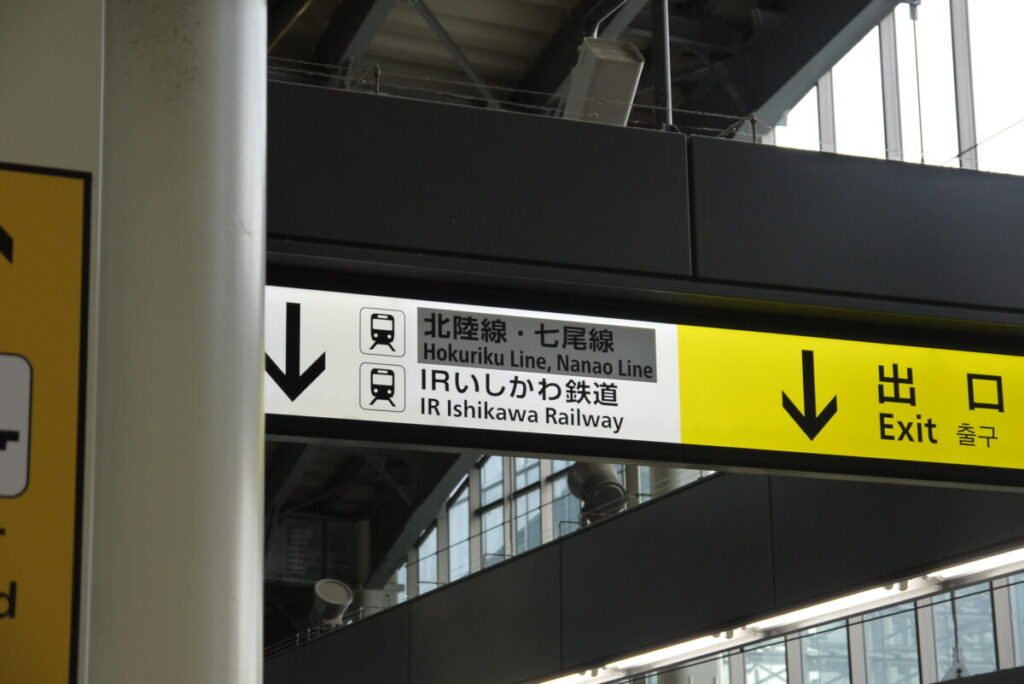 北陸線・七尾線
Hokuriku Line, Nanao Line
IRいしかわ鉄道
IR Ishikawa Railway
出口
Exit 출구
d